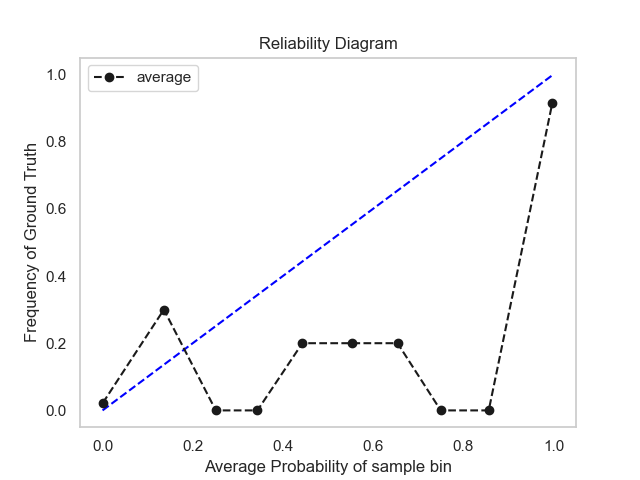 Reliability Diagram
average
1.0
0.8
0.6
0.4
0.2
0.0
Frequency of Ground Truth
0.0 0.2 0.4 0.6 0.8 1.0
Average Probability of sample bin